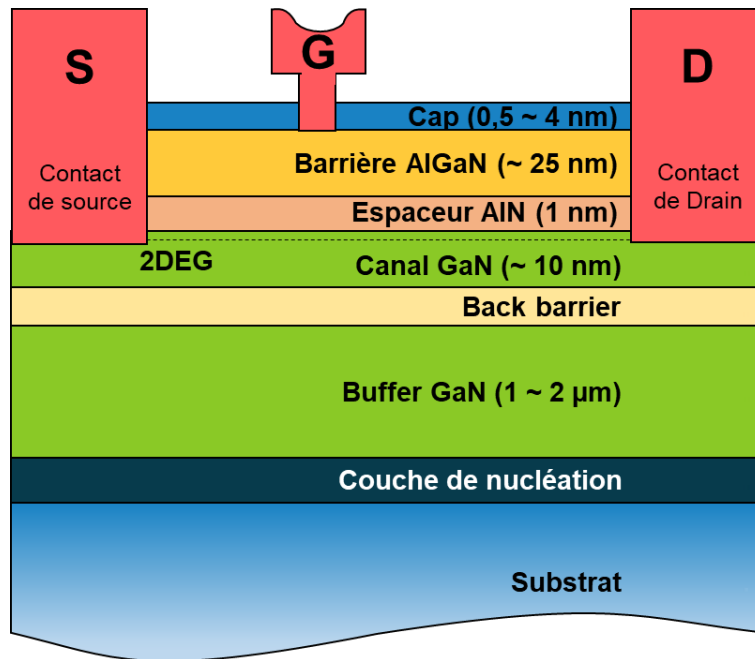 S
G
D
Cap (0,5 ~ 4 nm)
Barrière AlGaN (~ 25 nm)
Contact
de source
Contact
de Drain
Espaceur AlN (1 nm)
2DEG
Canal GaN (~ 10 nm)
Back barrier
Buffer GaN (1 ~ 2 µm)
Couche de nucléation
Substrat